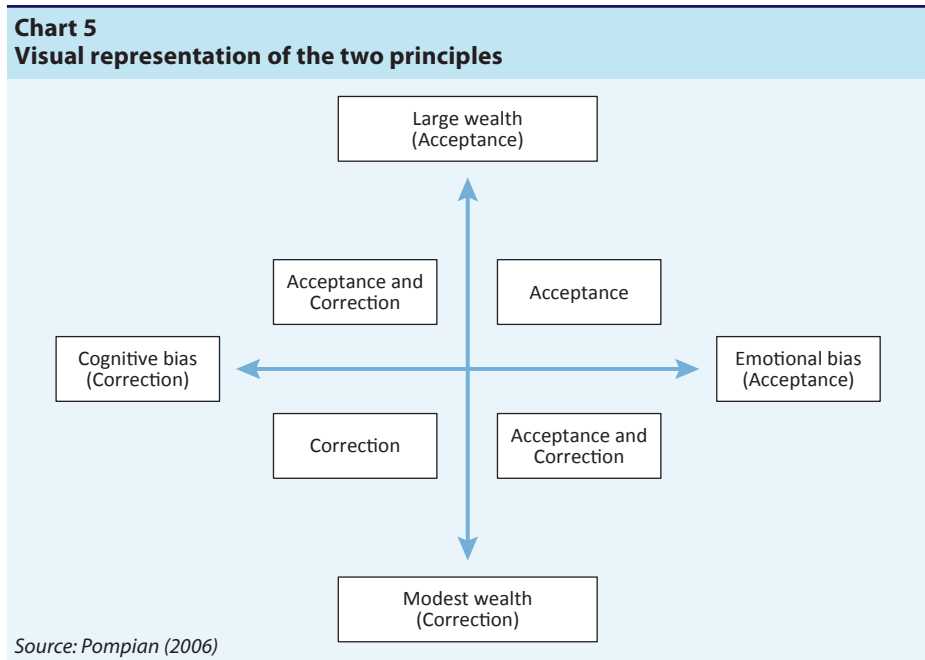 Chart 5
Visual representation of the two principles
Large wealth
(Acceptance)
Acceptance and
Correction
Acceptance
Cognitive bias
(Correction)
Emotional bias
(Acceptance)
Correction
Acceptance and
Correction
Modest wealth
(Correction)
Source: Pompian (2006)